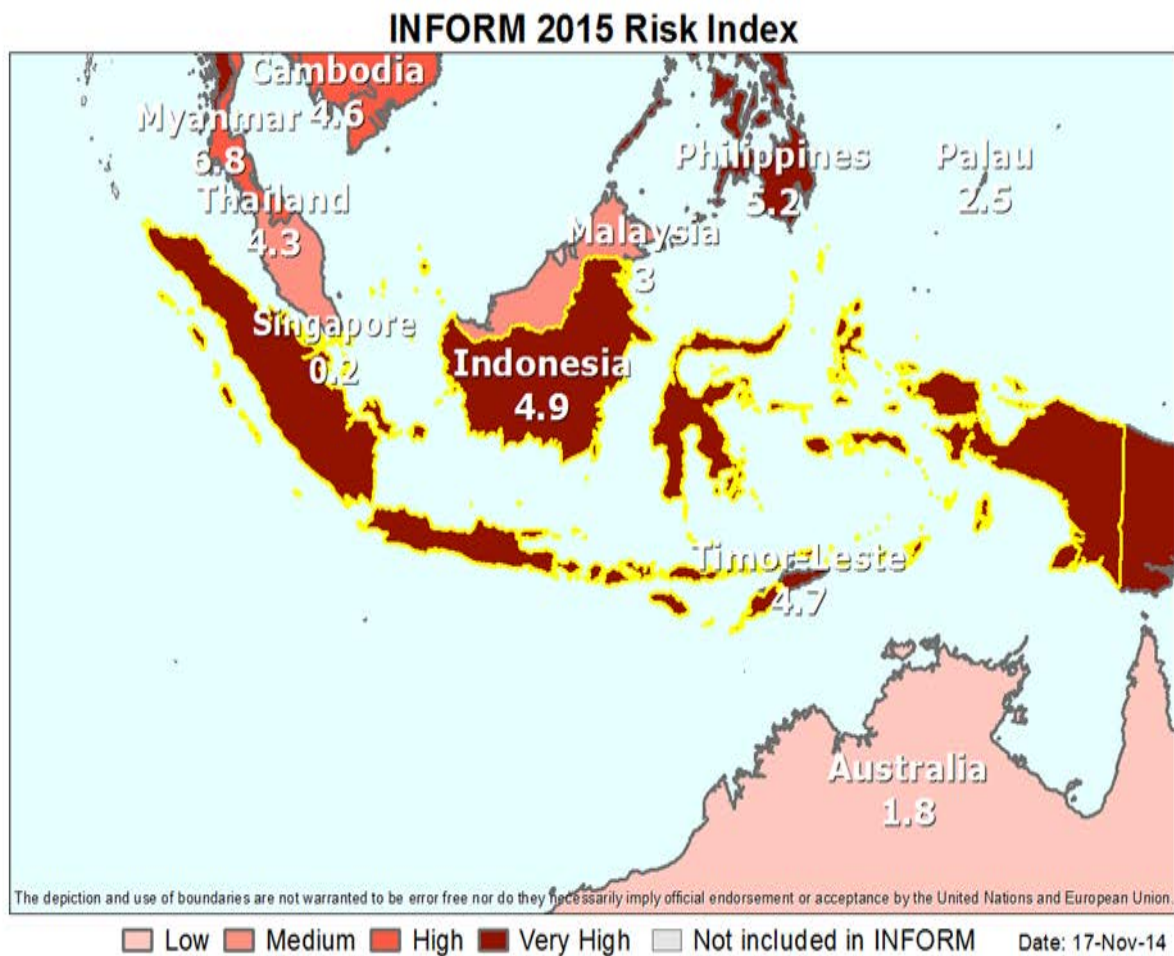 INFORM 2015 Risk Index
Cambodia
4.6
Myanmar
6.8
Thailand
4.3
Philippines
5.2
Palau
2.5
Malaysia
3
Singapore
0.2
Indonesia
4.9
Timor-Leste
4.7
Australia
1.8
The depiction and use of boundaries are not warranted to be error free nor do they necessarily imply official endorsement or acceptance by the United Nations and European Union.
Low Medium High Very High Not included in INFORM Date: 17-Nov-14